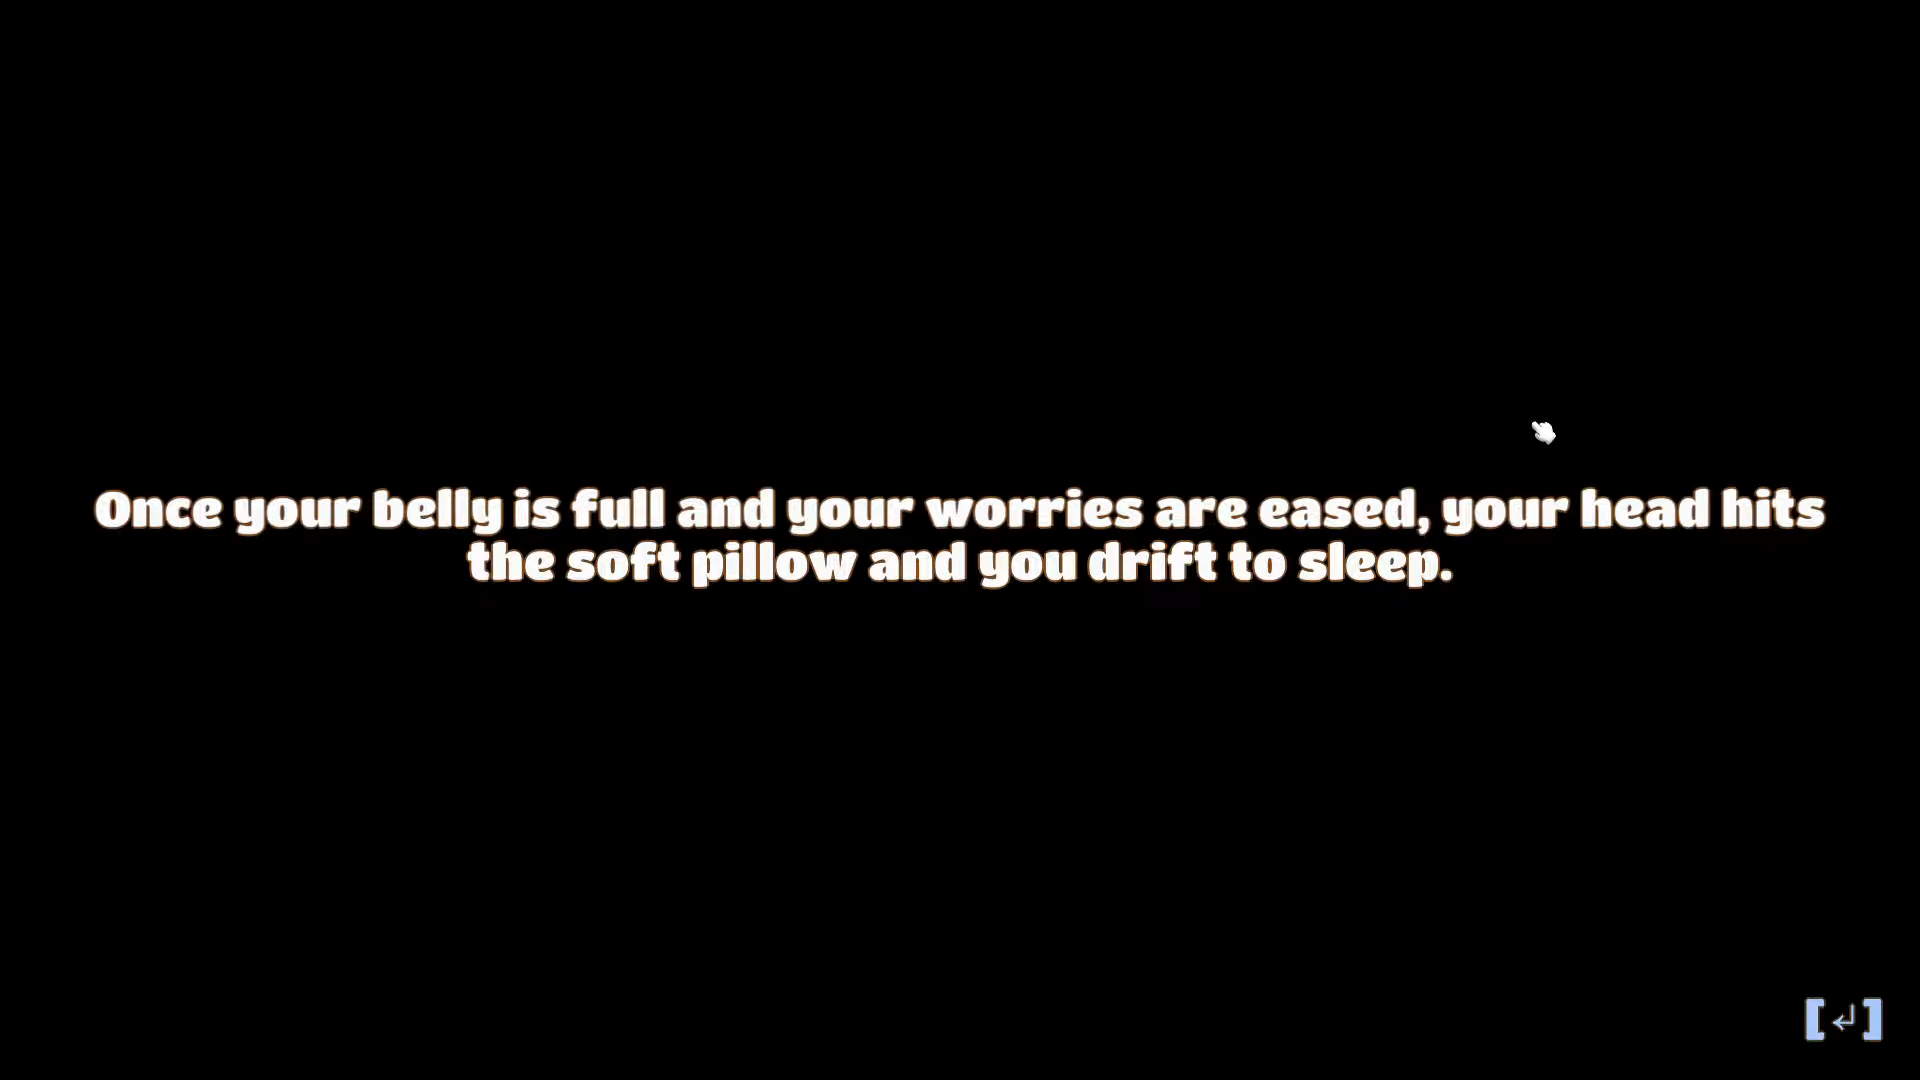 Once your belly is full and your worries are eased, your head hits
the soft pillow and you drift to sleep.
[↵]